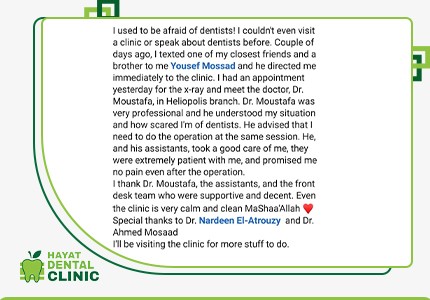 I used to be afraid of dentists! I couldn't even visit
a clinic or speak about dentists before. Couple of
days ago, I texted one of my closest friends and a
brother to me Yousef Mossad and he directed me
immediately to the clinic. I had an appointment
yesterday for the x-ray and meet the doctor, Dr.
Moustafa, in Heliopolis branch. Dr. Moustafa was
very professional and he understood my situation
and how scared I'm of dentists. He advised that I
need to do the operation at the same session. He,
and his assistants, took a good care of me, they
were extremely patient with me, and promised me
no pain even after the operation.
I thank Dr. Moustafa, the assistants, and the front
desk who were supportive and decent. Even
the clinic is very calm and clean MaShaa'Allah ❤️
Special thanks to Dr. Nardeen El-Atrouzy and Dr.
Ahmed Mosaad
I'll be visiting the clinic for more stuff to do.
HAYAT
DENTAL
CLINIC